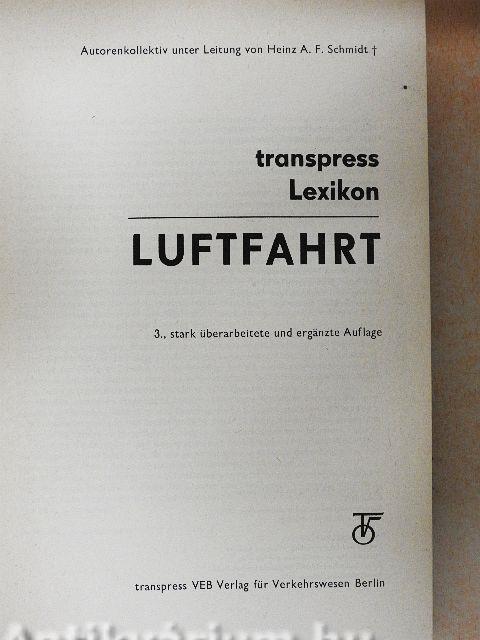 Autorenkollektiv unter Leitung von Heinz A. F. Schmidt †
transpress
Lexikon
LUFTFAHRT
3., stark überarbeitete und ergänzte Auflage
transpress VEB Verlag für Verkehrswesen Berlin